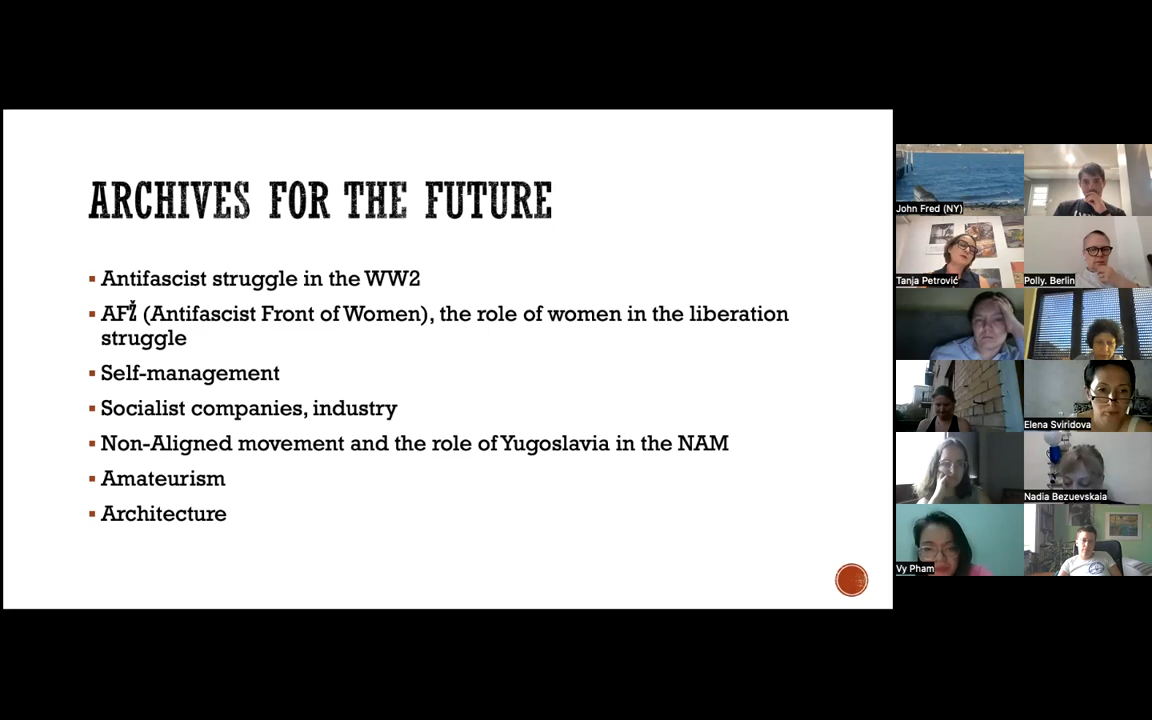 ARCHIVES FOR THE FUTURE
▪ Antifascist struggle in the WW2
▪ AFŽ (Antifascist Front of Women), the role of women in the liberation
struggle
▪ Self-management
▪ Socialist companies, industry
▪ Non-Aligned movement and the role of Yugoslavia in the NAM
▪ Amateurism
▪ Architecture
John Fred (NY)
Tanja Petrović
Polly. Berlin
Elena Sviridova
Nadia Bezuevskaia
Vy Pham